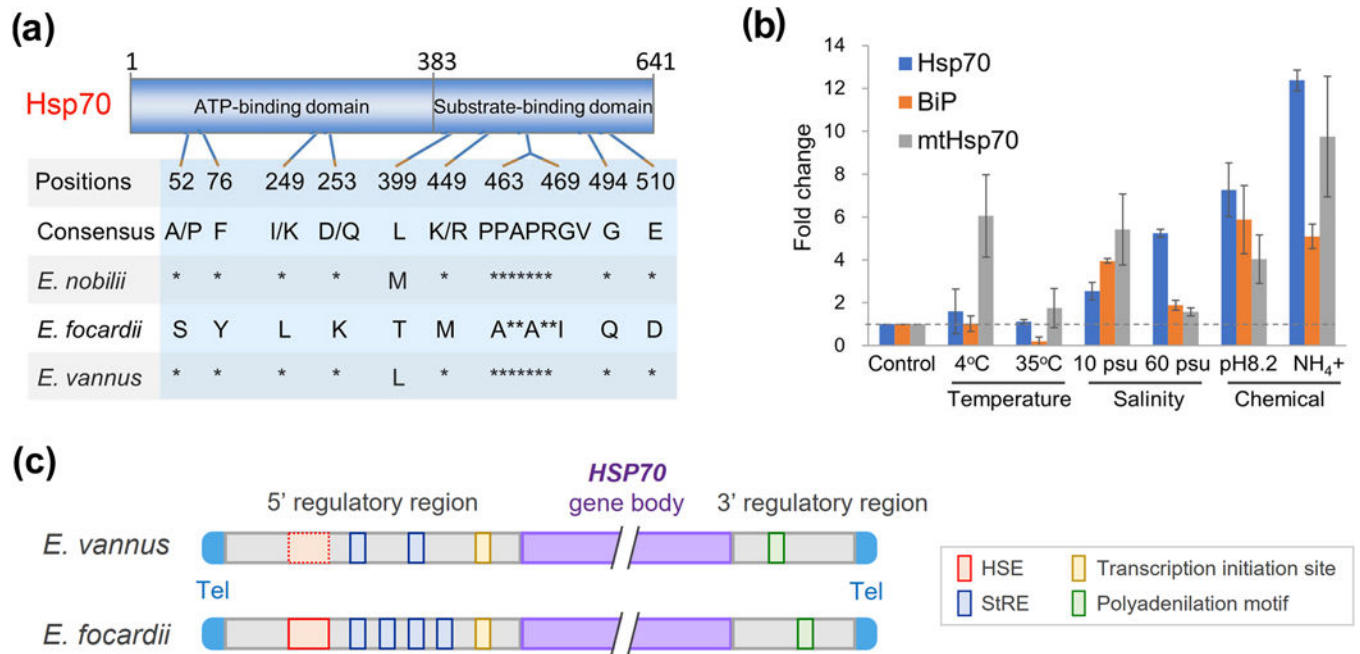 (a)
1 383 641
Hsp70 ATP-binding domain Substrate-binding domain
Positions 52 76 249 253 399 449 463 469 494 510
Consensus A/P F I/K D/Q L K/R PPAPRGV G E
E. nobilii * * * * M * ******* * *
E. focardii S Y L K T M A**A**I Q D
E. vannus * * * * L * ******* * *
(b)
14
12
10
8
6
4
2
0
Fold change
Hsp70
BiP
mtHsp70
Control 4°C 35°C 10 psu 60 psu pH8.2 NH4+
Temperature Salinity Chemical
(c)
HSP70
5' regulatory region gene body 3' regulatory region
E. vannus
Tel Tel
E. focardii
HSE Transcription initiation site
StRE Polyadenilation motif